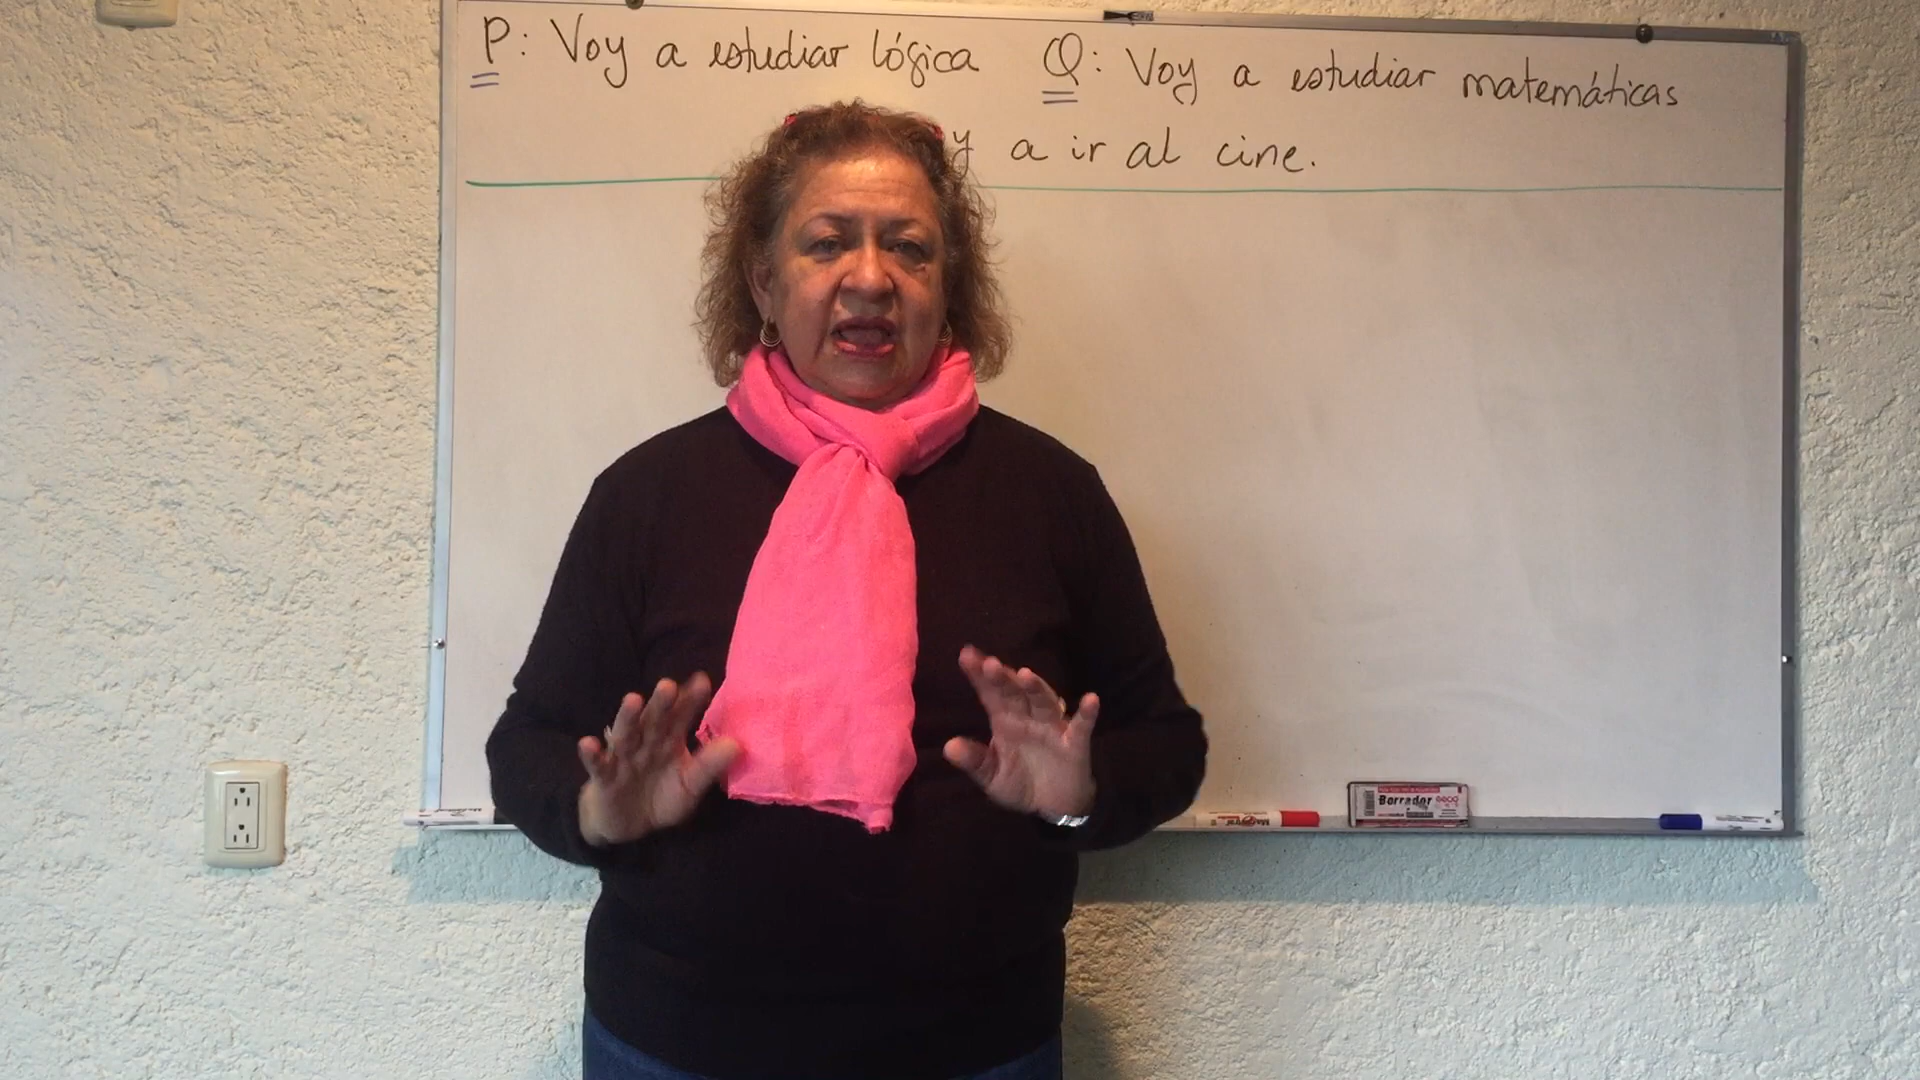 P: Voy a estudiar lógica Q: Voy a estudiar matemáticas
y a ir al cine.
Borrador